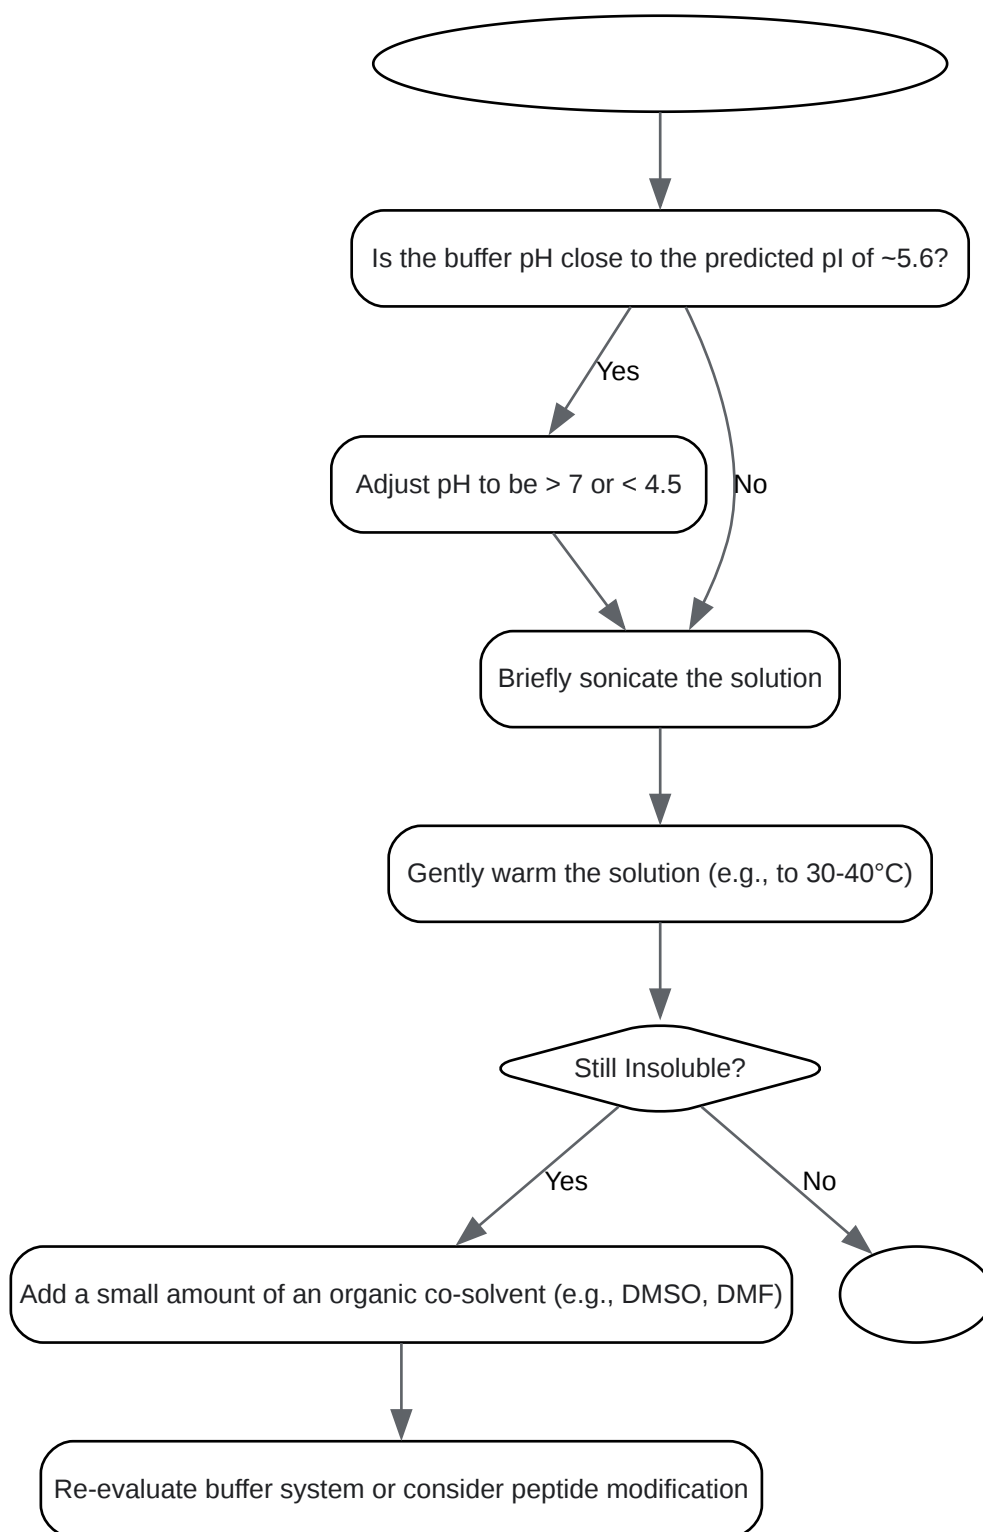 Is the buffer pH close to the predicted pI of ~5.6?
Yes
Adjust pH to be > 7 or < 4.5
No
Briefly sonicate the solution
Gently warm the solution (e.g., to 30-40°C)
Still Insoluble?
Yes
No
Add a small amount of an organic co-solvent (e.g., DMSO, DMF)
Re-evaluate buffer system or consider peptide modification